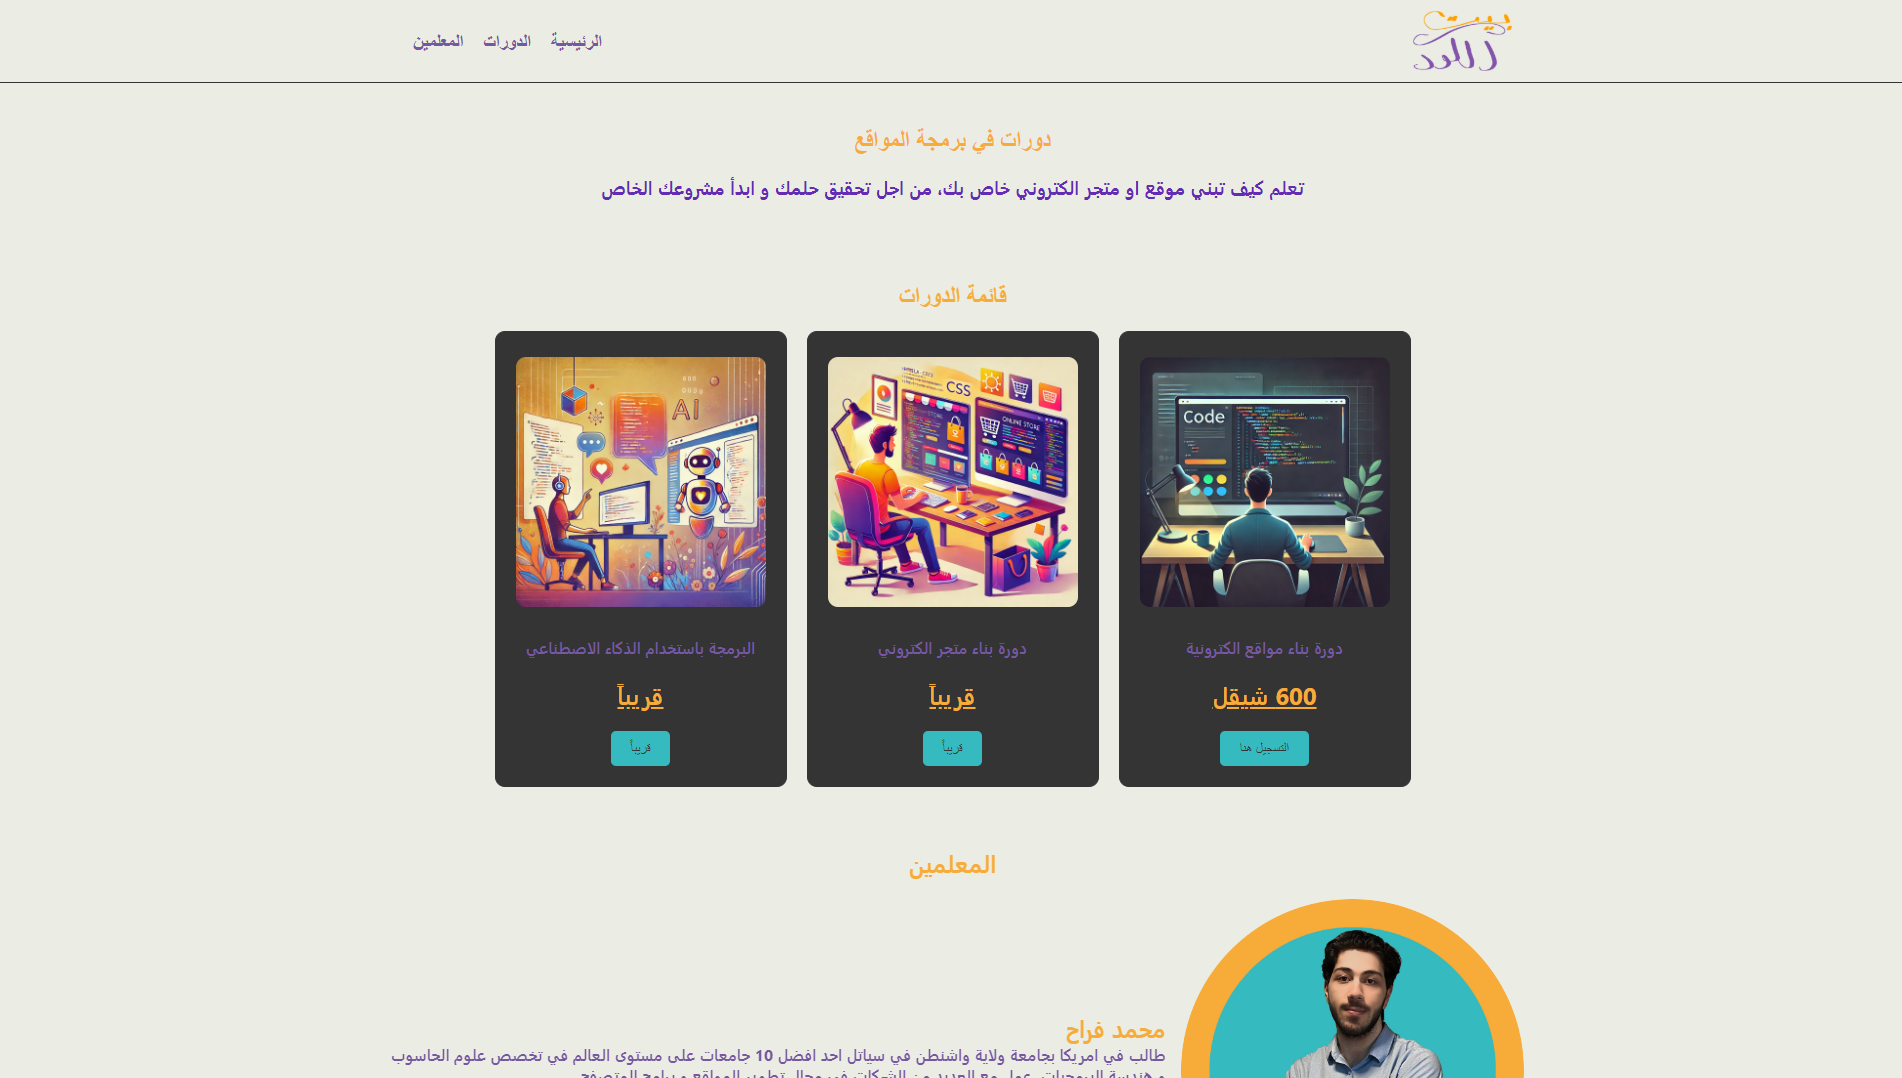 بيت اللود
الرئيسية
الدورات
المعلمين
دورات في برمجة المواقع
تعلم كيف تبني موقع او متجر الكتروني خاص بك، من اجل تحقيق حلمك و ابدأ مشروعك الخاص
قائمة الدورات
Code
CSS
ONLINE STORE
AI
دورة بناء مواقع الكترونية
600 شيقل
التسجيل هنا
دورة بناء متجر الكتروني
قريباً
قريباً
البرمجة باستخدام الذكاء الاصطناعي
قريباً
قريباً
المعلمين
محمد فراح
طالب في امريكا بجامعة ولاية واشنطن في سياتل احد افضل 10 جامعات على مستوى العالم في تخصص علوم الحاسوب
و هندسة البرمجيات. عمل مع العديد من الشركات في مجال تطوير المواقع و برامج المتصفح